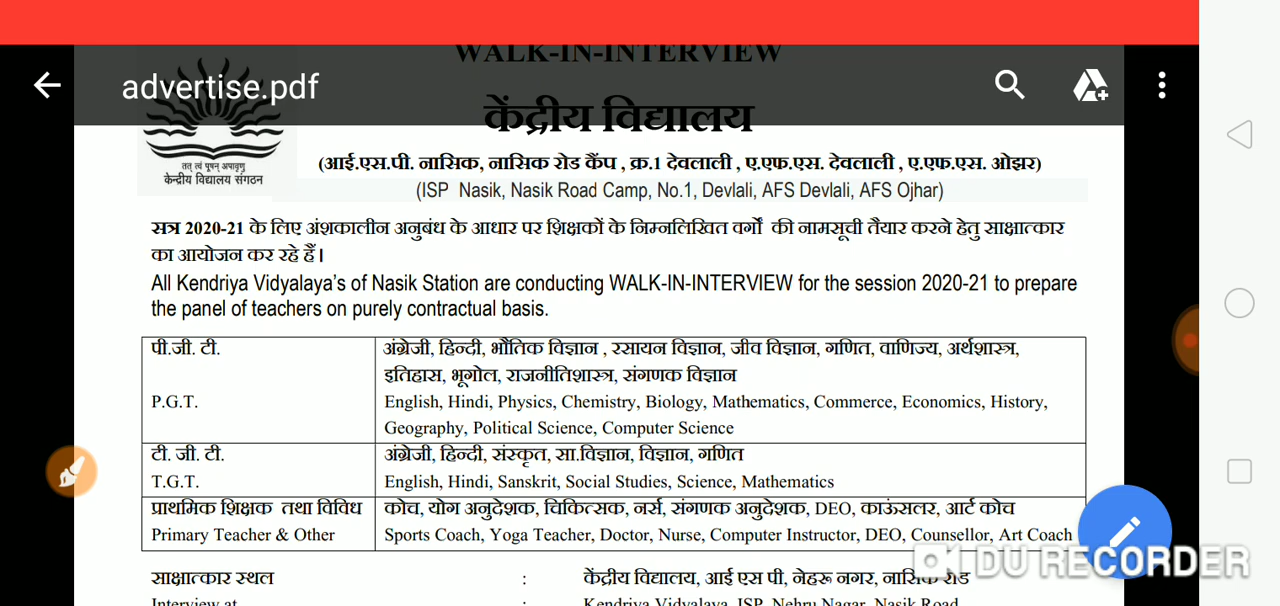 WALK-IN-INTERVIEW
advertise.pdf
केंद्रीय विद्यालय
तत् त्वं पूषन् अपावृणु
केन्द्रीय विद्यालय संगठन
(आई.एस.पी. नासिक, नासिक रोड कैंप , क्र.1 देवलाली, ए.एफ.एस. देवलाली , ए.एफ.एस. ओझर)
(ISP Nasik, Nasik Road Camp, No.1, Devlali, AFS Devlali, AFS Ojhar)
सत्र 2020-21 के लिए अंशकालीन अनुबंध के आधार पर शिक्षकों के निम्नलिखित वर्गों की नामसूची तैयार करने हेतु साक्षात्कार
का आयोजन कर रहे हैं।
All Kendriya Vidyalaya's of Nasik Station are conducting WALK-IN-INTERVIEW for the session 2020-21 to prepare
the panel of teachers on purely contractual basis.
पी.जी. टी.
अंग्रेजी, हिन्दी, भौतिक विज्ञान , रसायन विज्ञान, जीव विज्ञान, गणित, वाणिज्य, अर्थशास्त्र,
इतिहास, भूगोल, राजनीतिशास्त्र, संगणक विज्ञान
P.G.T.
English, Hindi, Physics, Chemistry, Biology, Mathematics, Commerce, Economics, History,
Geography, Political Science, Computer Science
टी. जी. टी.
अंग्रेजी, हिन्दी, संस्कृत, सा.विज्ञान, विज्ञान, गणित
T.G.T.
English, Hindi, Sanskrit, Social Studies, Science, Mathematics
प्राथमिक शिक्षक तथा विविध
कोच, योग अनुदेशक, चिकित्सक, नर्स, संगणक अनुदेशक, DEO, काऊंसलर, आर्ट कोच
Primary Teacher & Other
Sports Coach, Yoga Teacher, Doctor, Nurse, Computer Instructor, DEO, Counsellor, Art Coach
DU RECORDER
साक्षात्कार स्थल : केंद्रीय विद्यालय, आई एस पी, नेहरू नगर, नासिक रोड
Interview at : Kendriya Vidyalaya, ISP, Nehru Nagar, Nasik Road